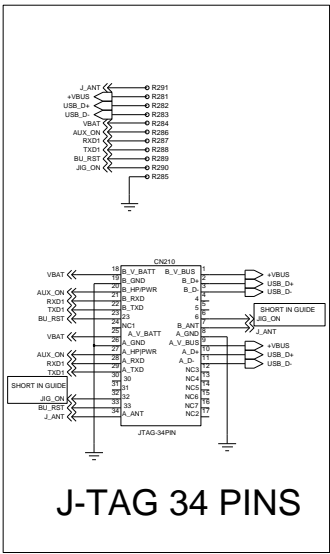 J_ANT R291
+VBUS R281
USB_D+ R282
USB_D- R283
VBAT R284
AUX_ON R286
RXD1 R287
TXD1 R288
BU_RST R289
JIG_ON R290
R285
CN210
VBAT 18 B_V_BATT B_V_BUS 1 +VBUS
19 B_GND B_D+ 2 USB_D+
20 B_HP/PWR B_D- 3 USB_D-
AUX_ON 21 B_RXD 4 4
RXD1 22 B_TXD 5 5
TXD1 23 23 6 6 JIG_ON
SHORT IN GUIDE
BU_RST 24 NC1 B_ANT 7 J_ANT
VBAT 25 A_V_BATT A_GND 8
26 A_GND A_V_BUS 9 +VBUS
27 A_HP|PWR A_D+ 10 USB_D+
AUX_ON 28 A_RXD A_D- 11 USB_D-
RXD1 29 A_TXD NC3 12
TXD1 30 30 NC4 13
31 31 NC5 14
SHORT IN GUIDE
JIG_ON 32 32 NC6 15
BU_RST 33 33 NC7 16
J_ANT 34 A_ANT NC2 17
JTAG-34PIN
J-TAG 34 PINS